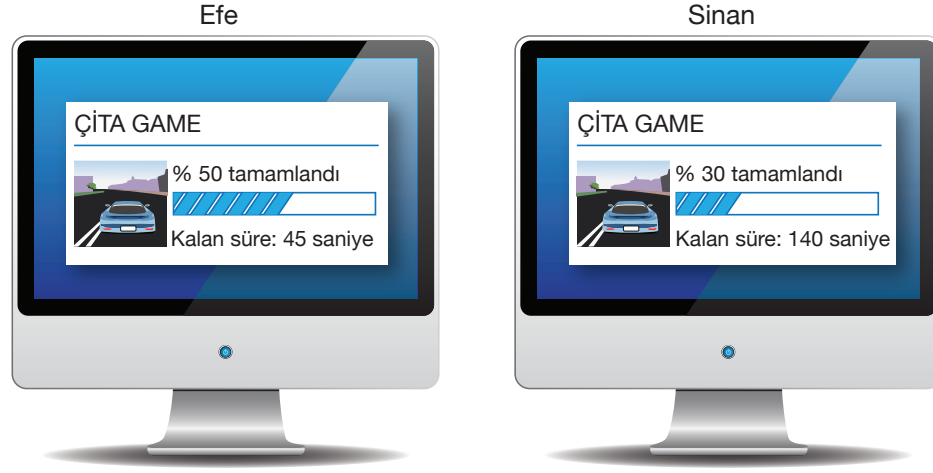 Efe
ÇİTA GAME
% 50 tamamlandı
Kalan süre: 45 saniye
Sinan
ÇİTA GAME
% 30 tamamlandı
Kalan süre: 140 saniye